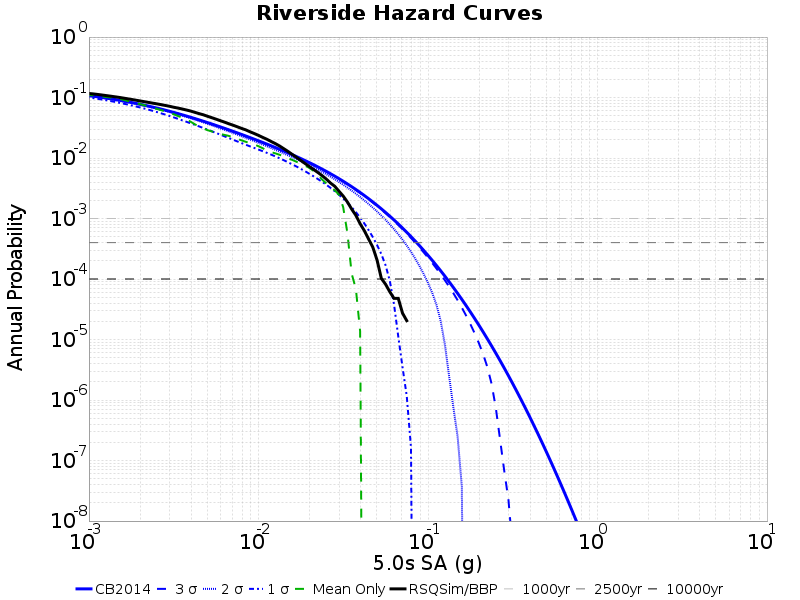 Riverside Hazard Curves
Annual Probability
10^0
10^-1
10^-2
10^-3
10^-4
10^-5
10^-6
10^-7
10^-8
10^-3 10^-2 10^-1 10^0 10^1
5.0s SA (g)
CB2014 3 σ 2 σ 1 σ Mean Only RSQSim/BBP 1000yr 2500yr 10000yr